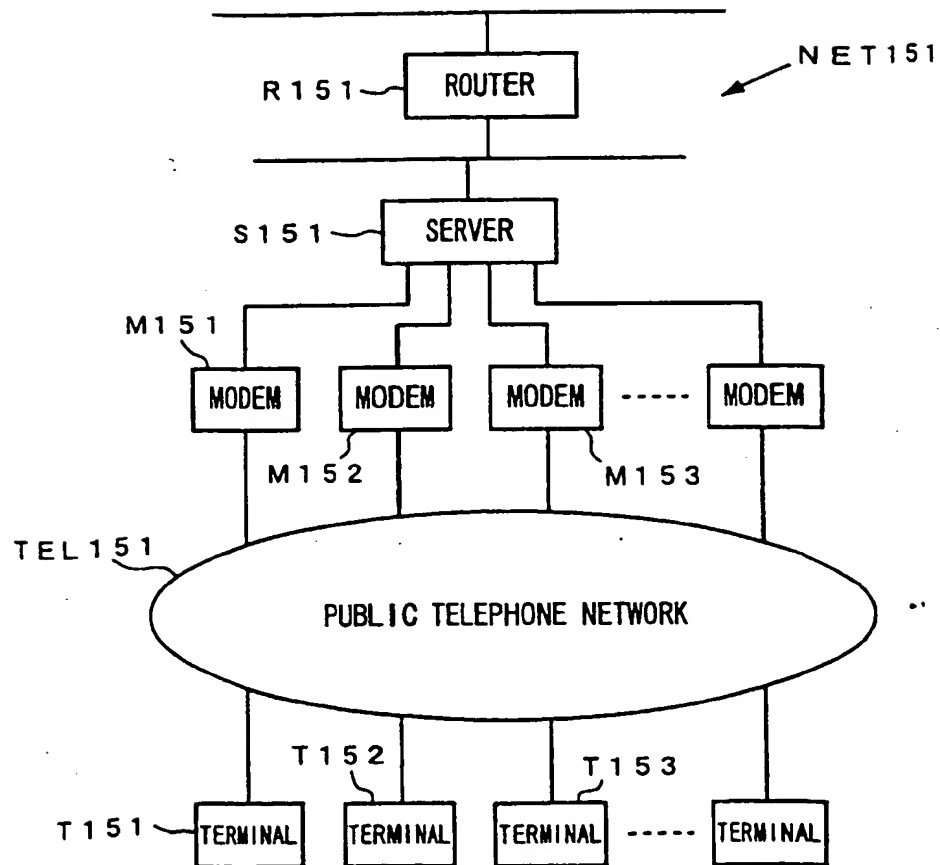 NET151
R151 ROUTER
S151 SERVER
M151
MODEM MODEM MODEM ----- MODEM
M152 M153
TEL151
PUBLIC TELEPHONE NETWORK
T152 T153
T151 TERMINAL TERMINAL TERMINAL ----- TERMINAL